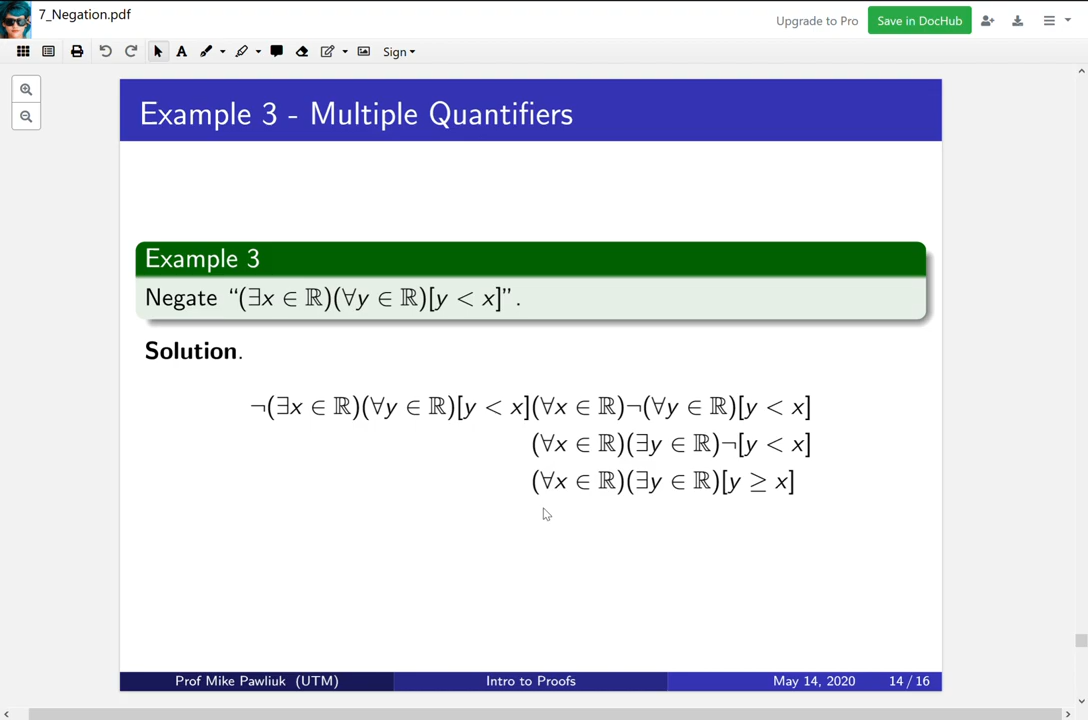 7_Negation.pdf
Upgrade to Pro
Save in DocHub
A
Sign
Example 3 - Multiple Quantifiers
Example 3
Negate “(∃x ∈ ℝ)(∀y ∈ ℝ)[y < x]”.
Solution.
¬(∃x ∈ ℝ)(∀y ∈ ℝ)[y < x](∀x ∈ ℝ)¬(∀y ∈ ℝ)[y < x]
(∀x ∈ ℝ)(∃y ∈ ℝ)¬[y < x]
(∀x ∈ ℝ)(∃y ∈ ℝ)[y ≥ x]
Prof Mike Pawliuk (UTM) Intro to Proofs May 14, 2020 14 / 16